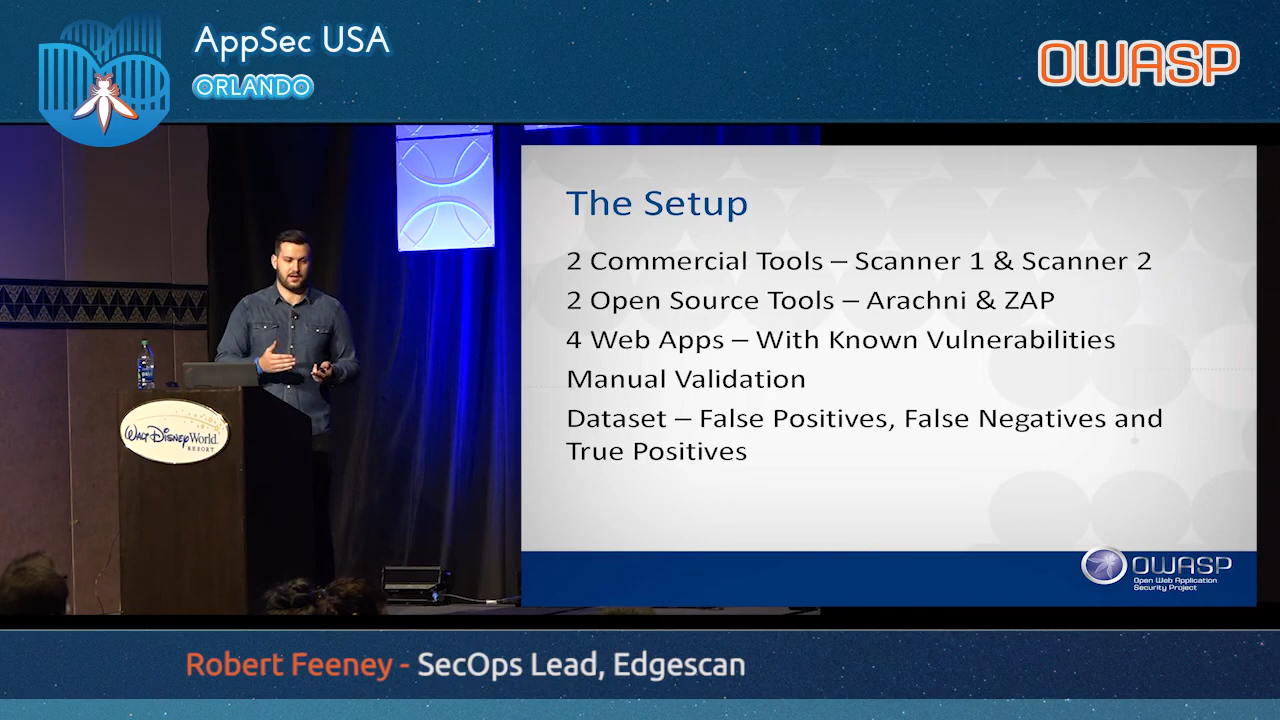 AppSec USA
ORLANDO
OWASP
The Setup
2 Commercial Tools – Scanner 1 & Scanner 2
2 Open Source Tools – Arachni & ZAP
4 Web Apps – With Known Vulnerabilities
Manual Validation
Dataset – False Positives, False Negatives and
True Positives
WALT DISNEY World
RESORT
OWASP
Open Web Application
Security Project
Robert Feeney - SecOps Lead, Edgescan